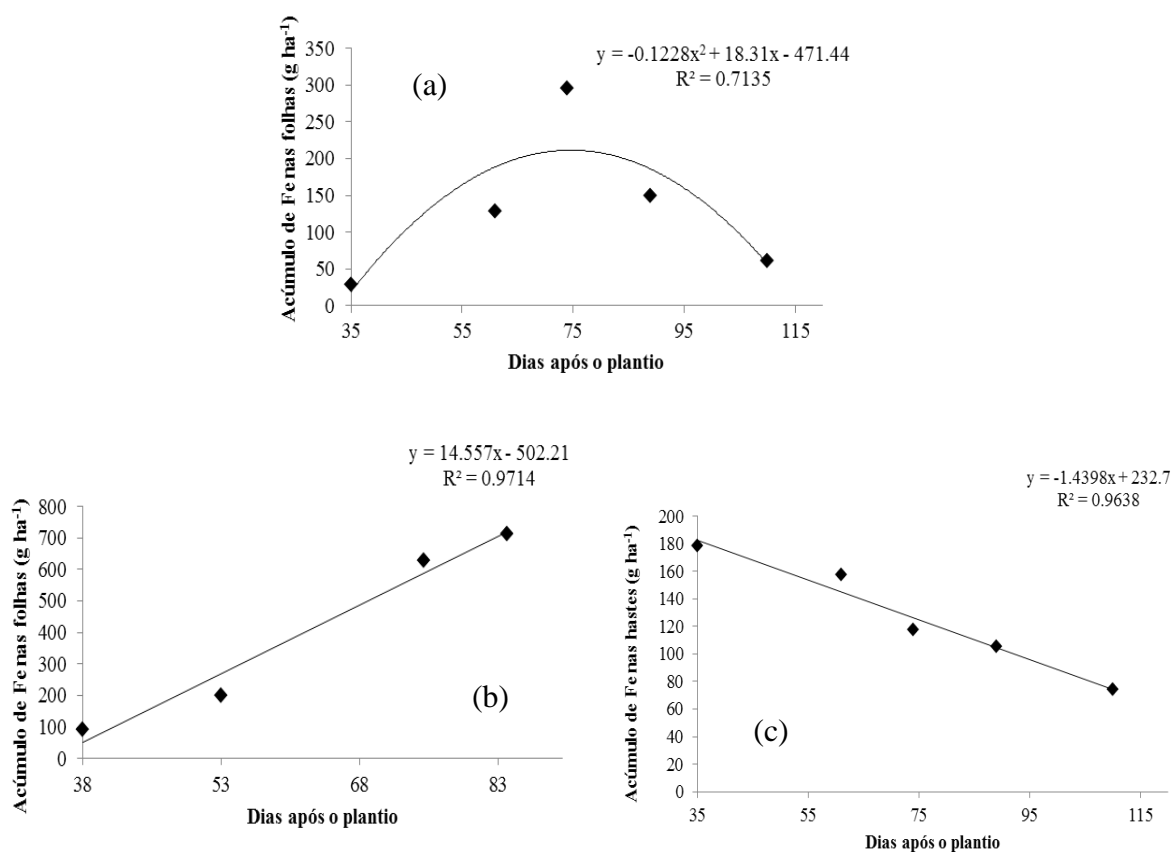 y = -0.1228x² + 18.31x - 471.44
R² = 0.7135
(a)
Acúmulo de Fe nas folhas (g ha⁻¹)
350
300
250
200
150
100
50
0
35 55 75 95 115
Dias após o plantio
y = 14.557x - 502.21
R² = 0.9714
(b)
Acúmulo de Fe nas folhas (g ha⁻¹)
800
700
600
500
400
300
200
100
0
38 53 68 83
Dias após o plantio
y = -1.4398x + 232.7
R² = 0.9638
(c)
Acúmulo de Fe nas hastes (g ha⁻¹)
200
180
160
140
120
100
80
60
40
20
0
35 55 75 95 115
Dias após o plantio